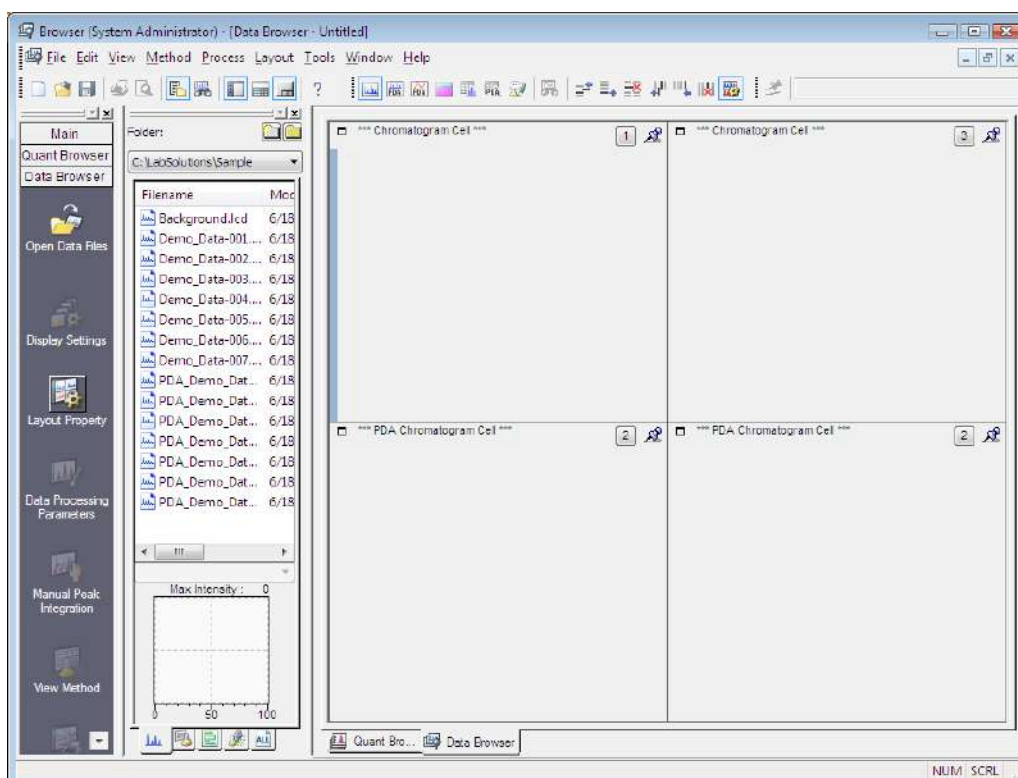 Browser (System Administrator) - [Data Browser - Untitled]
File Edit View Method Process Layout Tools Window Help
Main
Quant Browser
Data Browser
Open Data Files
Display Settings
Layout Property
Data Processing
Parameters
Manual Peak
Integration
View Method
Folder:
C:\LabSolutions\Sample
Filename Mod
Background.lcd 6/18
Demo_Data-001.... 6/18
Demo_Data-002.... 6/18
Demo_Data-003.... 6/18
Demo_Data-004.... 6/18
Demo_Data-005.... 6/18
Demo_Data-006.... 6/18
Demo_Data-007.... 6/18
PDA_Demo_Dat... 6/18
PDA_Demo_Dat... 6/18
PDA_Demo_Dat... 6/18
PDA_Demo_Dat... 6/18
PDA_Demo_Dat... 6/18
PDA_Demo_Dat... 6/18
PDA_Demo_Dat... 6/18
Max Intensity : 0
0 50 100
ALL
*** Chromatogram Cell *** 1
*** Chromatogram Cell *** 3
*** PDA Chromatogram Cell *** 2
*** PDA Chromatogram Cell *** 2
Quant Bro... Data Browser
NUM SCRL